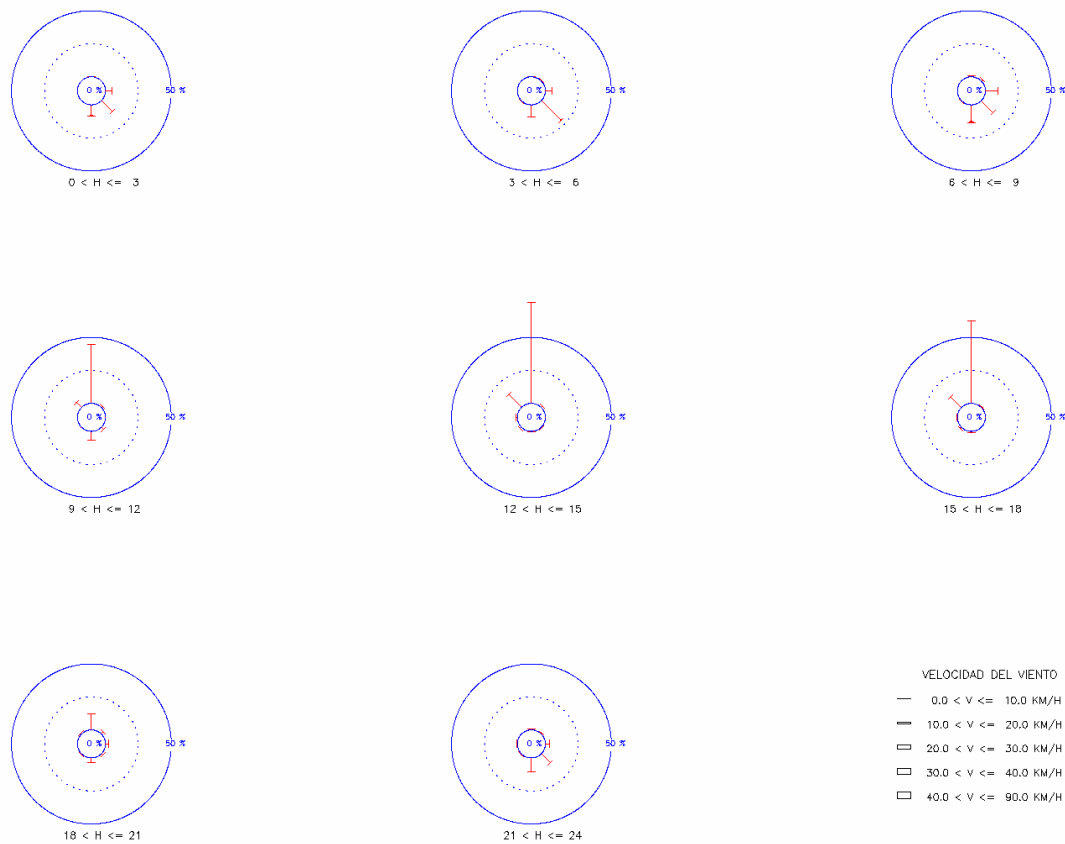 0 %
50 %
0 < H <= 3
0 %
50 %
3 < H <= 6
0 %
50 %
6 < H <= 9
0 %
50 %
9 < H <= 12
0 %
50 %
12 < H <= 15
0 %
50 %
15 < H <= 18
0 %
50 %
18 < H <= 21
0 %
50 %
21 < H <= 24
VELOCIDAD DEL VIENTO
0.0 < V <= 10.0 KM/H
10.0 < V <= 20.0 KM/H
20.0 < V <= 30.0 KM/H
30.0 < V <= 40.0 KM/H
40.0 < V <= 90.0 KM/H